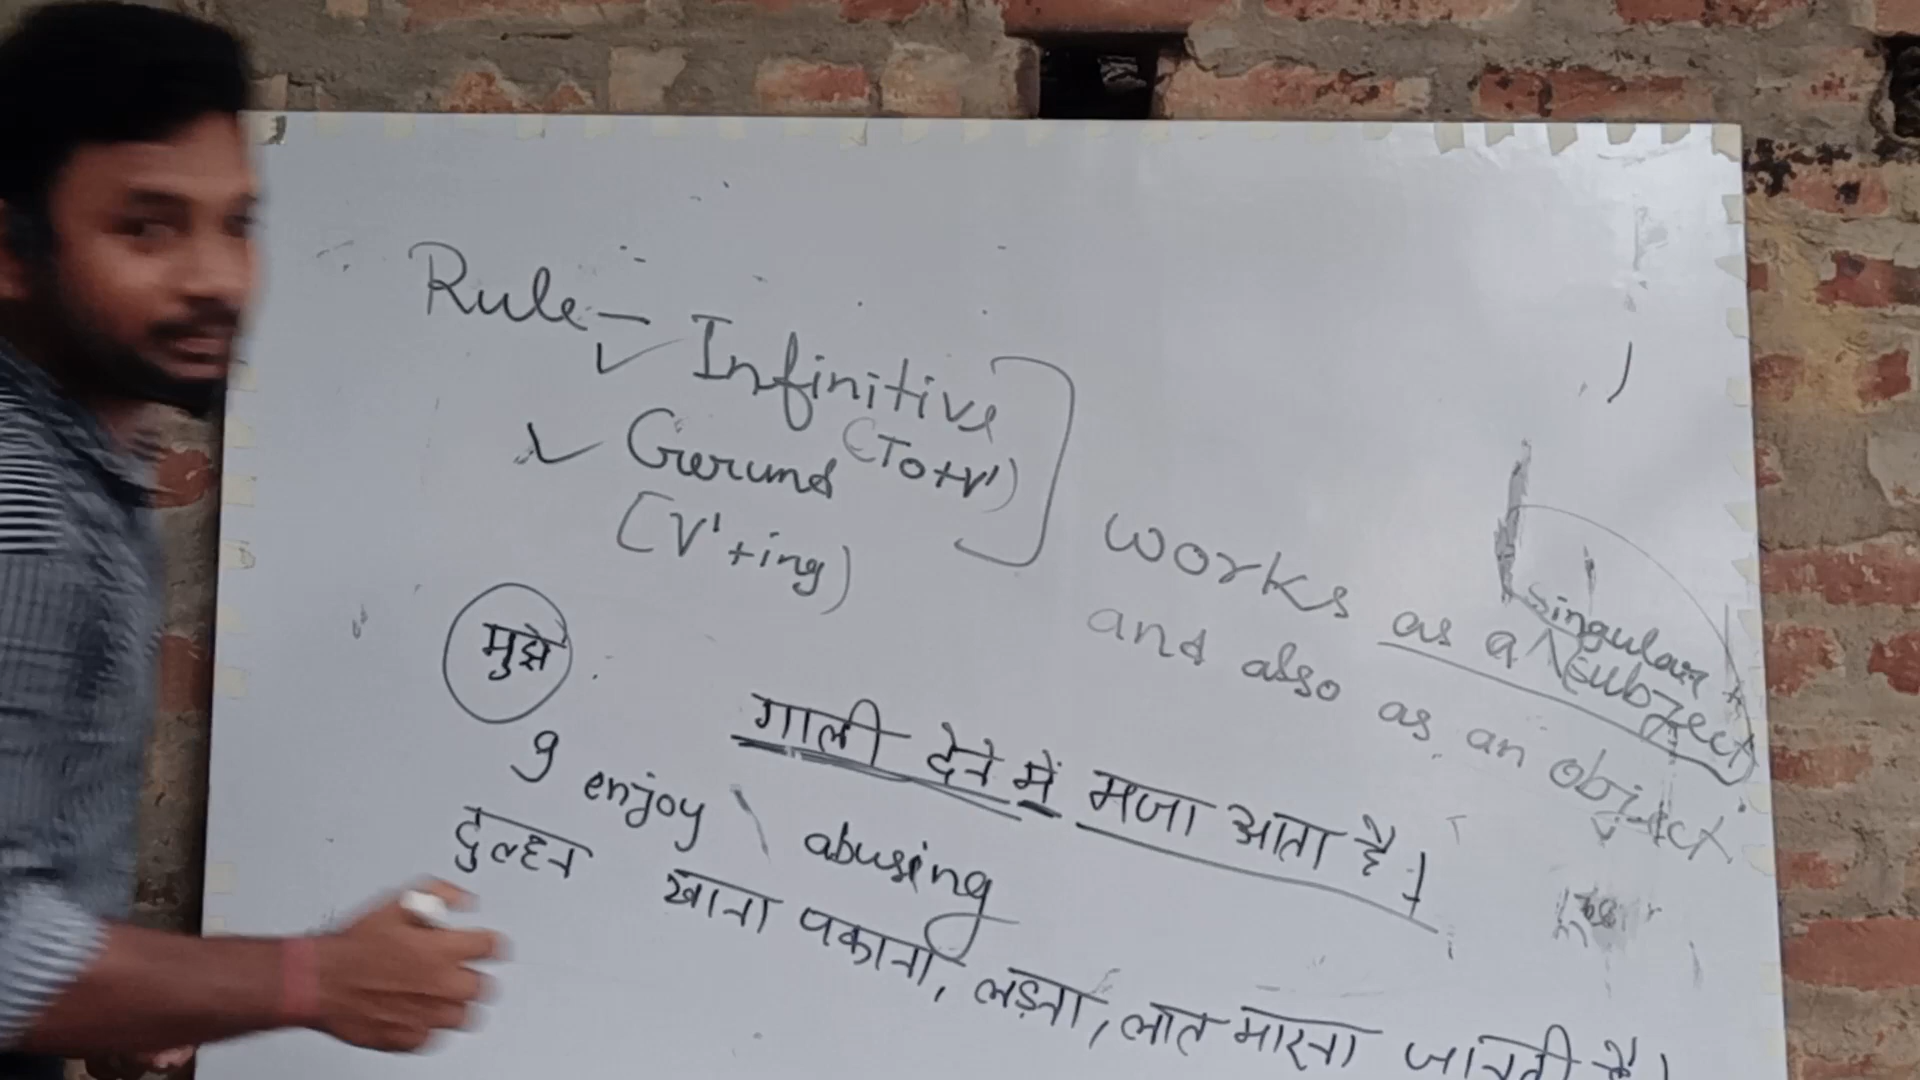 Rule- Infinitive
(To+V')
Gerund
(V'+ing)
works as a singular subject
and also as an object
मुझे गाली देने में मजा आता है।
I enjoy abusing
दुल्हन खाना पकाना, लड़ना, लात मारना जानती है।